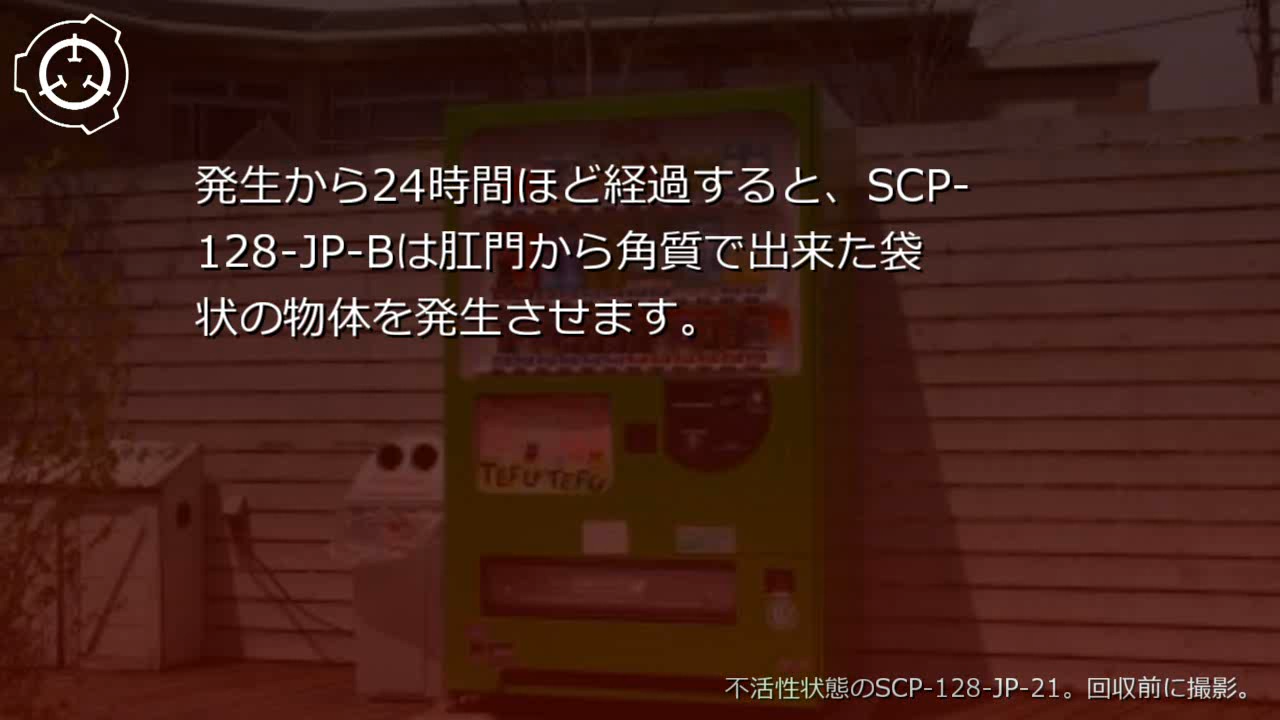 発生から24時間ほど経過すると、SCP-
128-JP-Bは肛門から角質で出来た袋
状の物体を発生させます。
TEFU TEFU
不活性状態のSCP-128-JP-21。回収前に撮影。